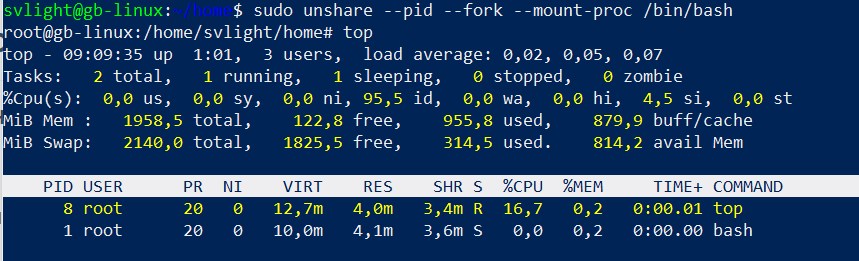 svlight@gb-linux:~/home$ sudo unshare --pid --fork --mount-proc /bin/bash
root@gb-linux:/home/svlight/home# top
top - 09:09:35 up  1:01,  3 users,  load average: 0,02, 0,05, 0,07
Tasks:   2 total,   1 running,   1 sleeping,   0 stopped,   0 zombie
%Cpu(s):  0,0 us,  0,0 sy,  0,0 ni, 95,5 id,  0,0 wa,  0,0 hi,  4,5 si,  0,0 st
MiB Mem :   1958,5 total,    122,8 free,    955,8 used,    879,9 buff/cache
MiB Swap:   2140,0 total,   1825,5 free,    314,5 used.    814,2 avail Mem
PID USER      PR  NI    VIRT    RES    SHR S  %CPU  %MEM     TIME+ COMMAND
8 root      20   0   12,7m   4,0m   3,4m R  16,7   0,2   0:00.01 top
1 root      20   0   10,0m   4,1m   3,6m S   0,0   0,2   0:00.00 bash